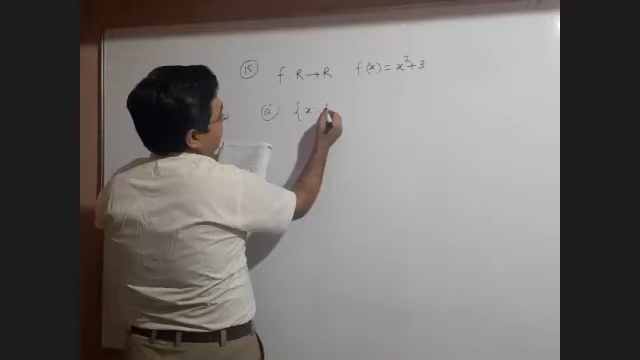 (15) f : R → R f(x) = x² + 3
(a) { x :